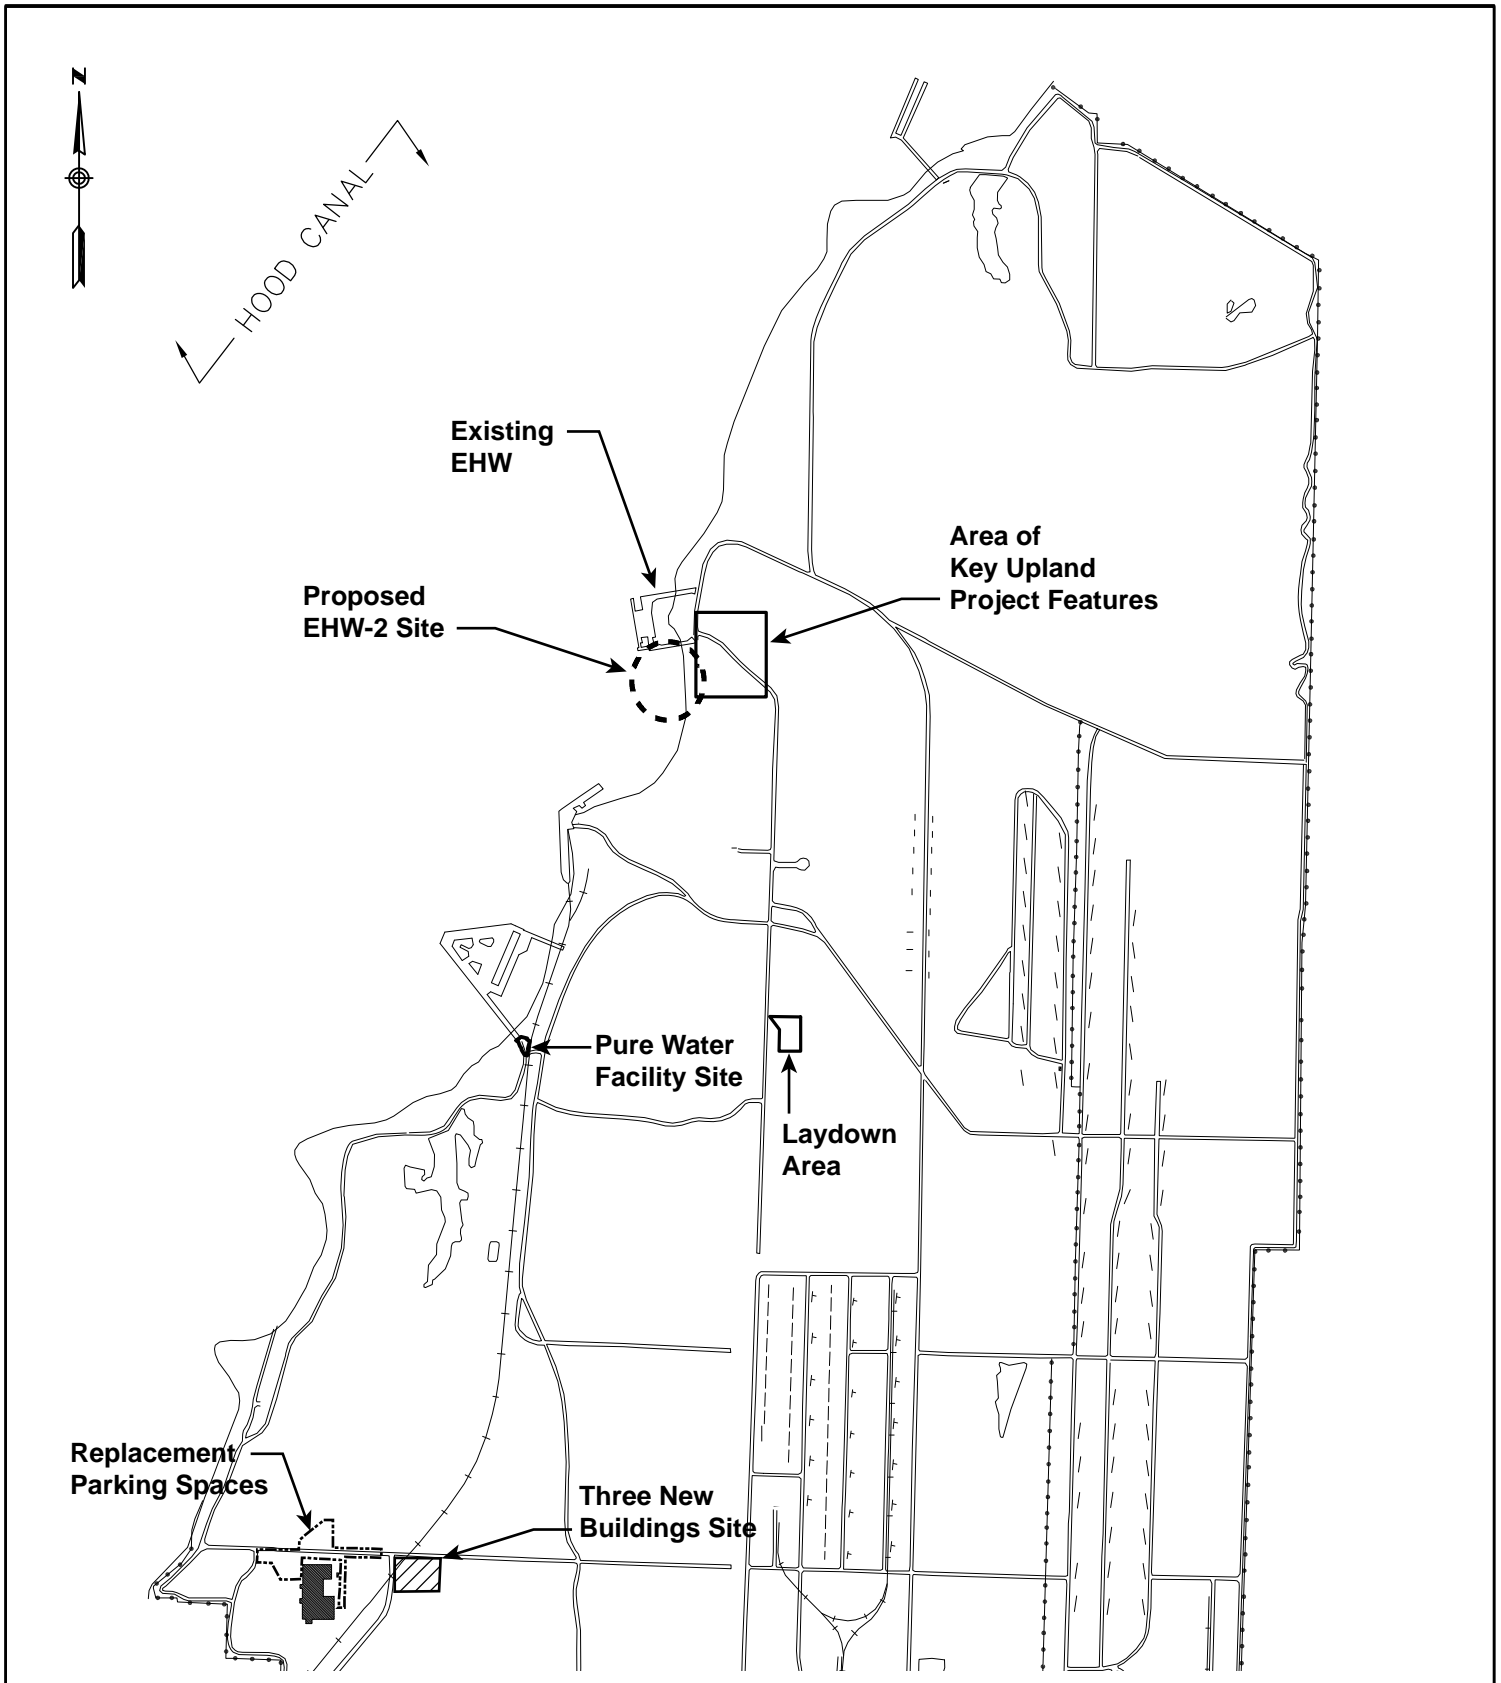 N
HOOD CANAL
Existing
EHW
Area of
Key Upland
Project Features
Proposed
EHW-2 Site
Pure Water
Facility Site
Laydown
Area
Replacement
Parking Spaces
Three New
Buildings Site